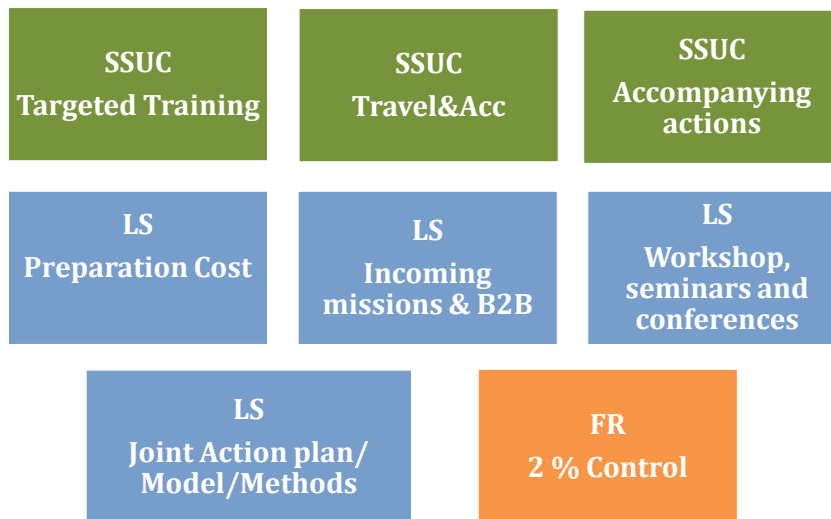 SSUC
Targeted Training
SSUC
Travel&Acc
SSUC
Accompanying
actions
LS
Preparation Cost
LS
Incoming
missions & B2B
LS
Workshop,
seminars and
conferences
LS
Joint Action plan/
Model/Methods
FR
2 % Control